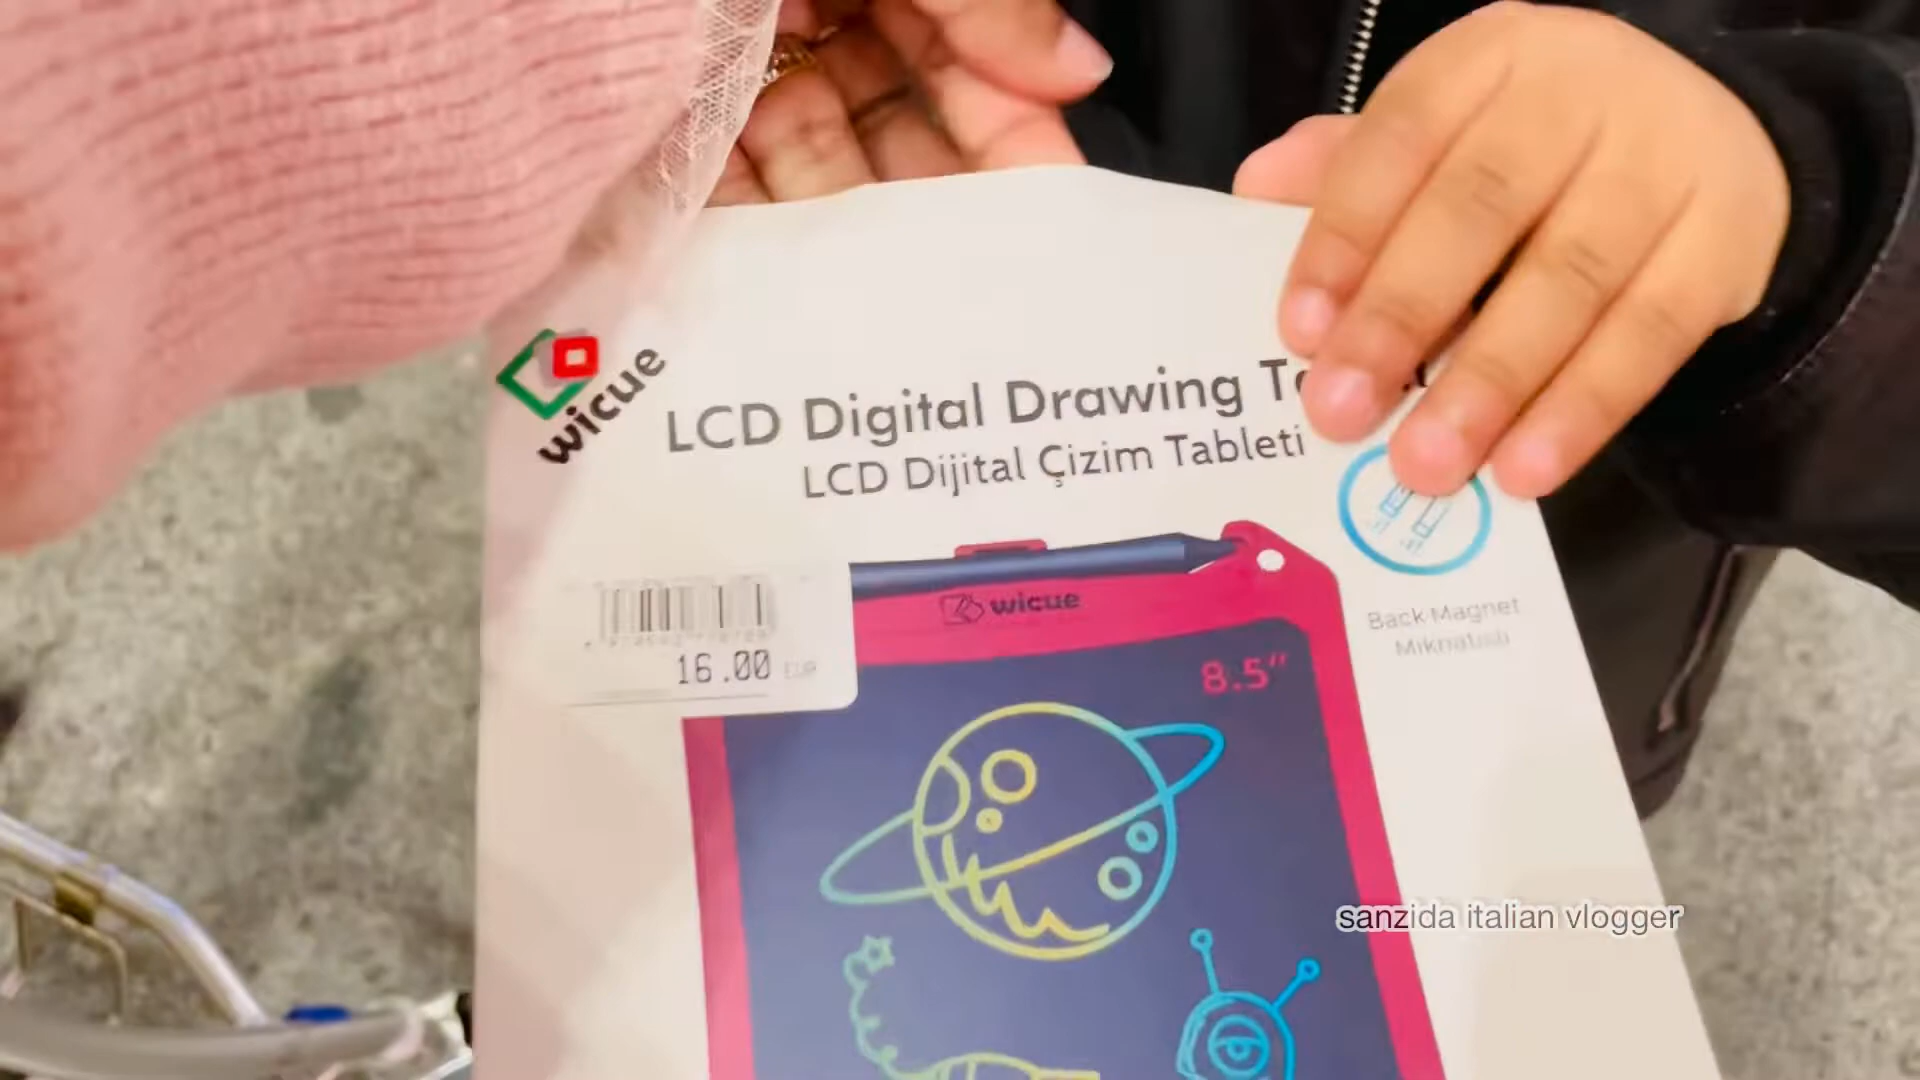 wicue
LCD Digital Drawing
LCD Dijital Çizim Tableti
wicue
16.00 EUR
8.5"
Back Magnet
Mıknatıslı
sanzida italian vlogger